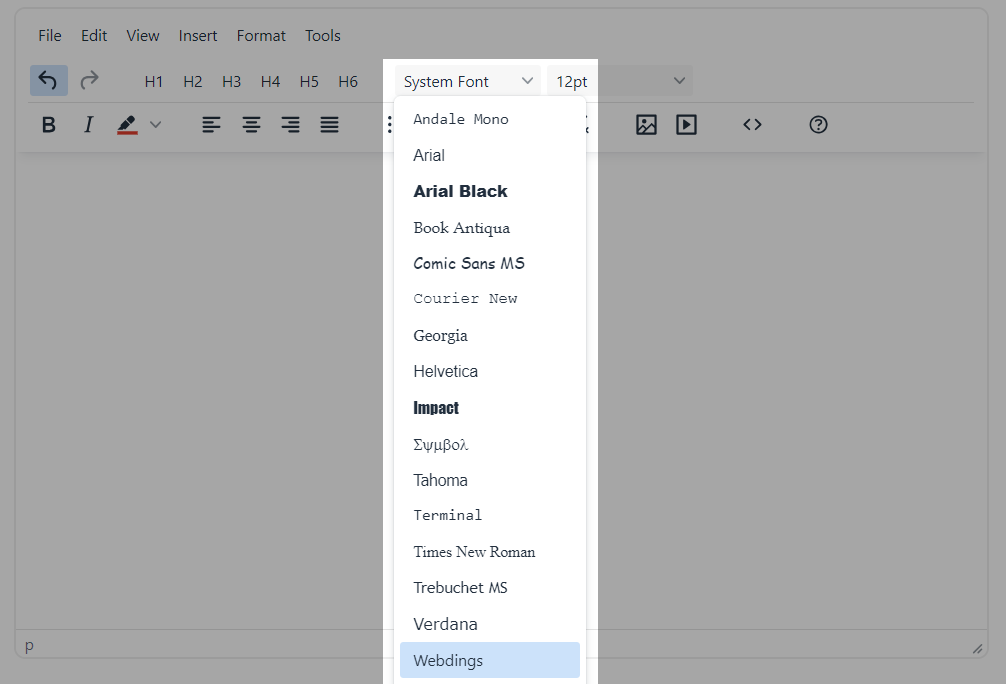 File Edit View Insert Format Tools
H1 H2 H3 H4 H5 H6 System Font 12pt
B I
Andale Mono
Arial
Arial Black
Book Antiqua
Comic Sans MS
Courier New
Georgia
Helvetica
Impact
Σψμβολ
Tahoma
Terminal
Times New Roman
Trebuchet MS
Verdana
p
Webdings